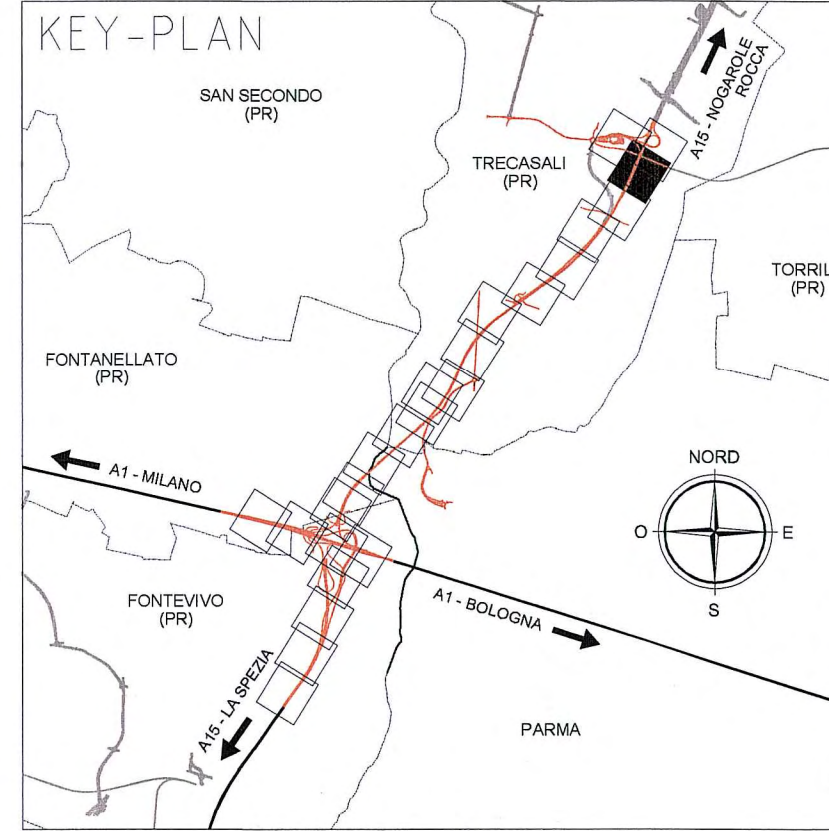 KEY-PLAN
SAN SECONDO
(PR)
A15 - NOGAROLE
ROCCA
TRECASALI
(PR)
TORRIL
(PR)
FONTANELLATO
(PR)
NORD
A1 - MILANO
O
E
S
FONTEVIVO
(PR)
A1 - BOLOGNA
A15 - LA SPEZIA
PARMA